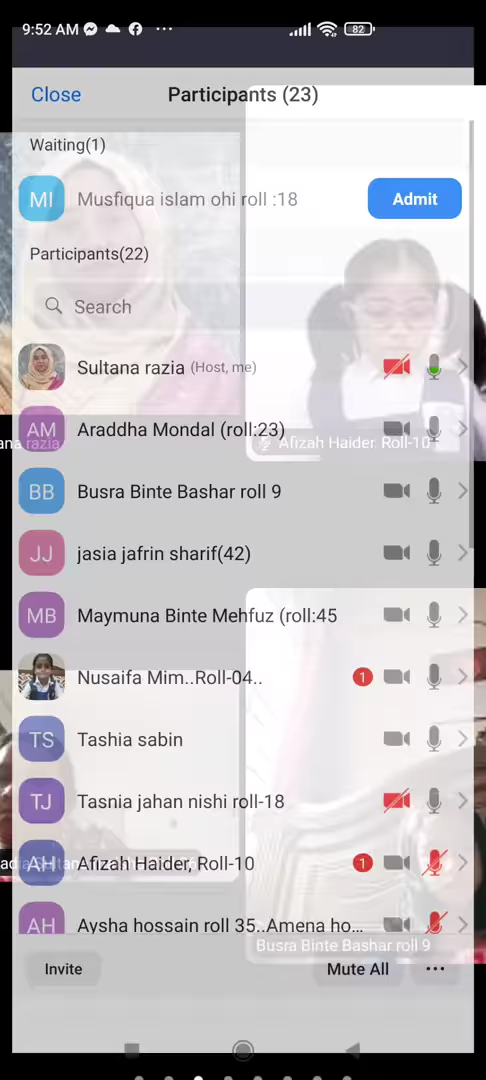 9:52 AM
82
Close Participants (23)
Waiting(1)
MI Musfiqua islam ohi roll :18 Admit
Participants(22)
Search
Sultana razia (Host, me)
AM Araddha Mondal (roll:23)
Afizah Haider, Roll-10
BB Busra Binte Bashar roll 9
JJ jasia jafrin sharif(42)
MB Maymuna Binte Mehfuz (roll:45
Nusaifa Mim..Roll-04.. 1
TS Tashia sabin
TJ Tasnia jahan nishi roll-18
AH Afizah Haider, Roll-10 1
AH Aysha hossain roll 35..Amena ho...
Busra Binte Bashar roll 9
Invite Mute All